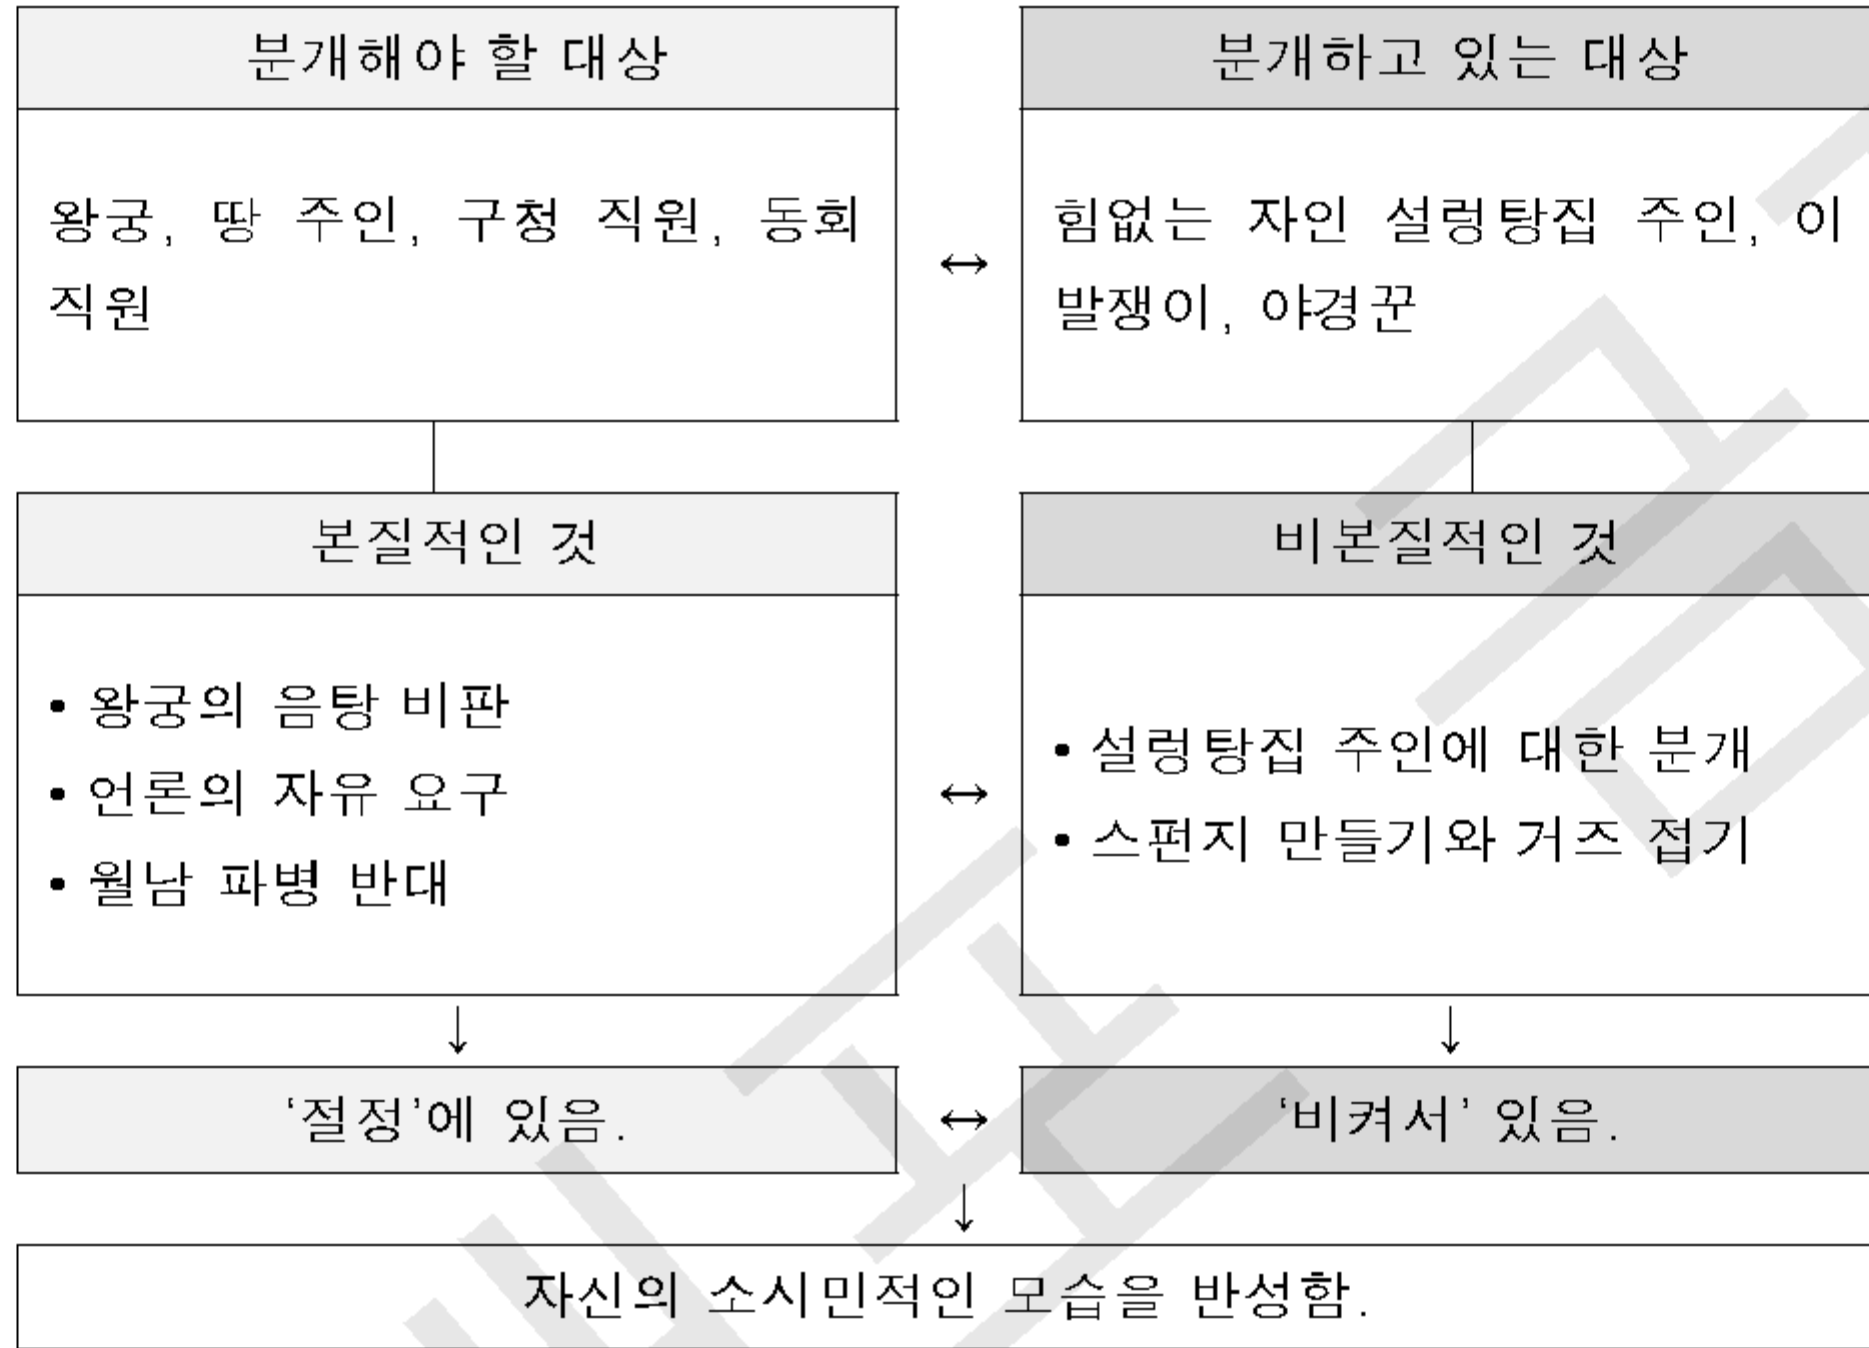 분개해야 할 대상
분개하고 있는 대상
왕궁, 땅 주인, 구청 직원, 동회
직원
↔
힘없는 자인 설렁탕집 주인, 이
발쟁이, 야경꾼
본질적인 것
비본질적인 것
• 왕궁의 음탕 비판
• 언론의 자유 요구
• 월남 파병 반대
↔
• 설렁탕집 주인에 대한 분개
• 스펀지 만들기와 거즈 접기
↓
↓
‘절정’에 있음.
↔
‘비켜서’ 있음.
↓
자신의 소시민적인 모습을 반성함.